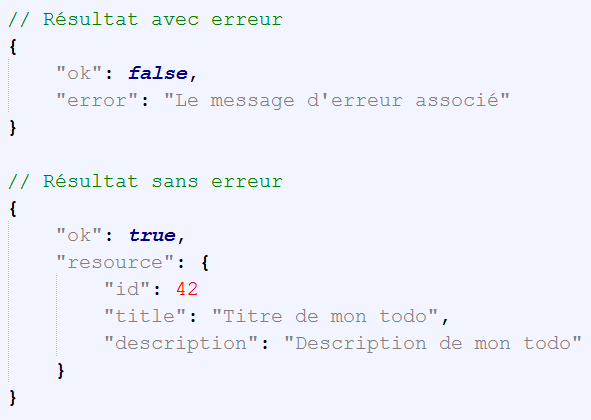 // Résultat avec erreur
{
    "ok": false,
    "error": "Le message d'erreur associé"
}
// Résultat sans erreur
{
    "ok": true,
    "resource": {
        "id": 42
        "title": "Titre de mon todo",
        "description": "Description de mon todo"
    }
}